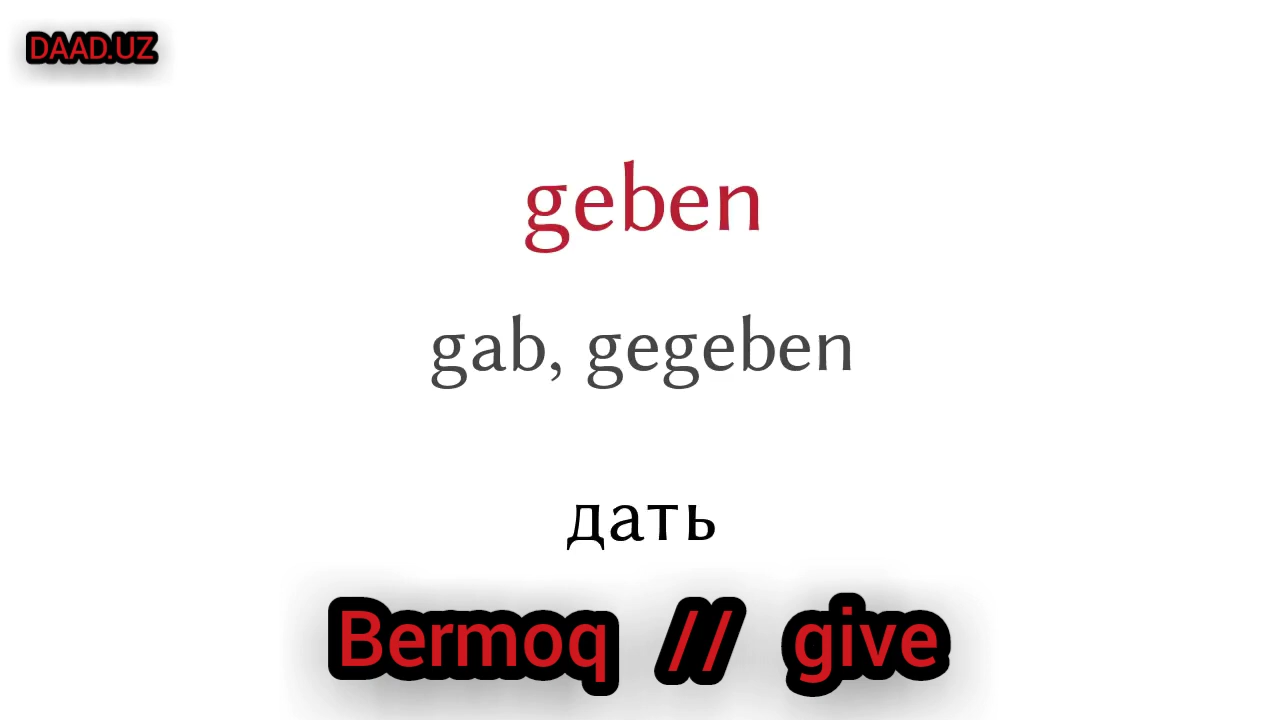 DAAD.UZ
geben
gab, gegeben
дать
Bermoq // give